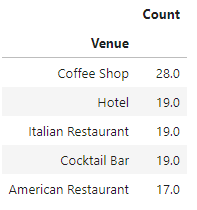 Count
Venue
Coffee Shop 28.0
Hotel 19.0
Italian Restaurant 19.0
Cocktail Bar 19.0
American Restaurant 17.0